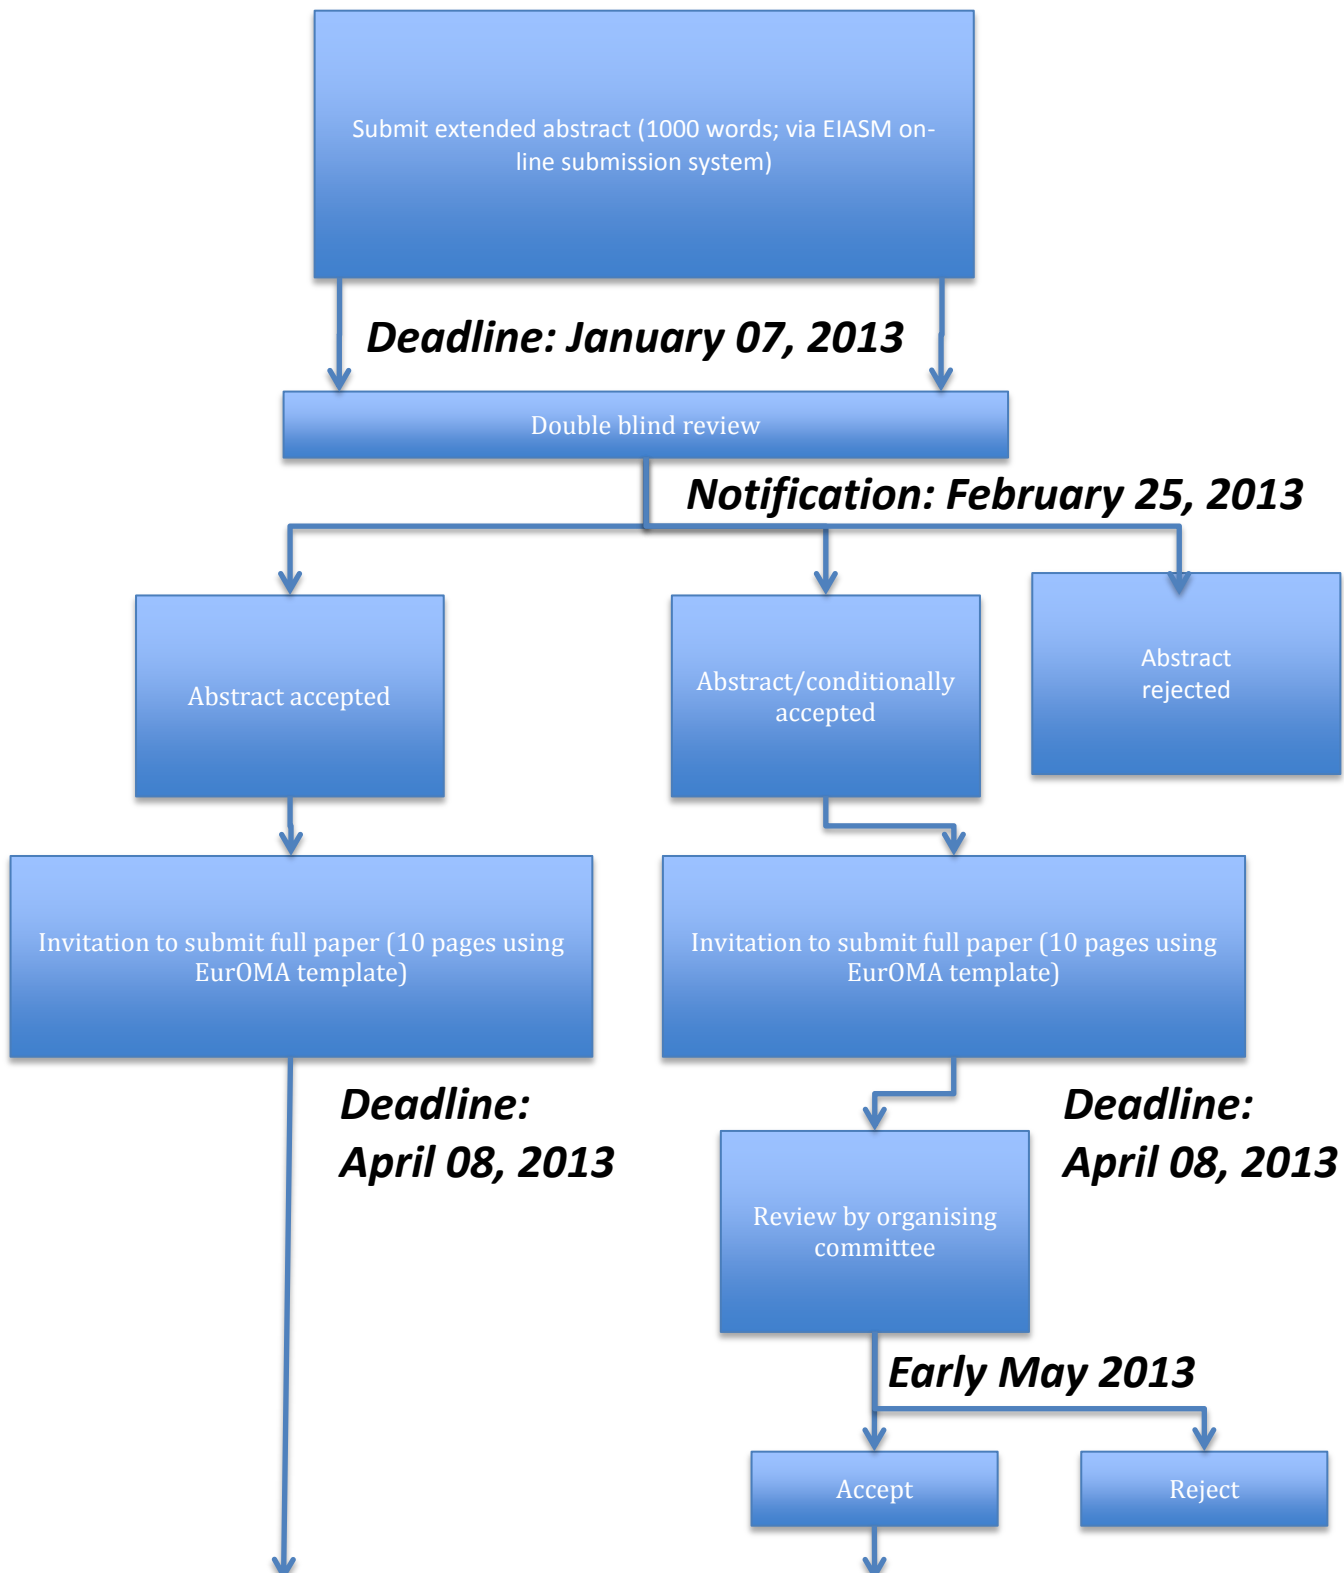 Submit extended abstract (1000 words; via EIASM on-
line submission system)
Deadline: January 07, 2013
Double blind review
Notification: February 25, 2013
Abstract accepted
Abstract/conditionally
accepted
Abstract
rejected
Invitation to submit full paper (10 pages using
EurOMA template)
Invitation to submit full paper (10 pages using
EurOMA template)
Deadline:
April 08, 2013
Deadline:
April 08, 2013
Review by organising
committee
Early May 2013
Accept
Reject